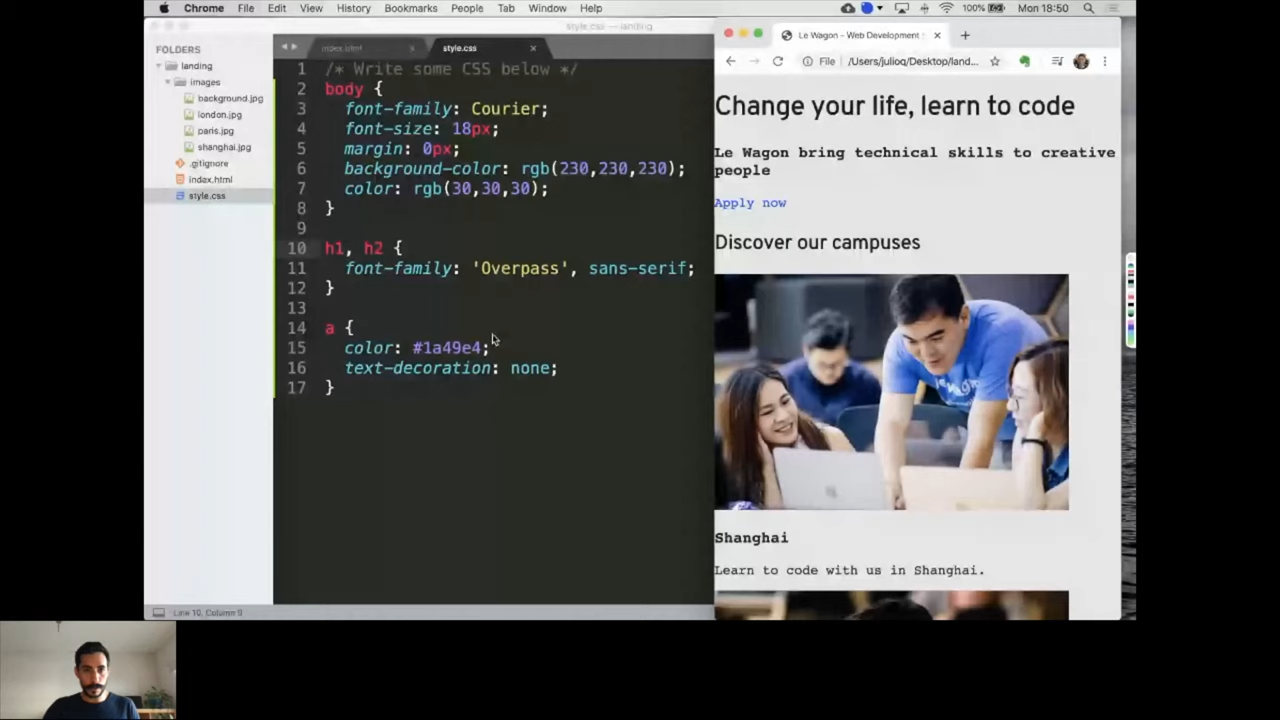 Chrome File Edit View History Bookmarks People Tab Window Help 100% Mon 18:50
style.css — landing
FOLDERS
landing
images
background.jpg
london.jpg
paris.jpg
shanghai.jpg
.gitignore
index.html
style.css
index.html style.css
1 /* Write some CSS below */
2 body {
3 font-family: Courier;
4 font-size: 18px;
5 margin: 0px;
6 background-color: rgb(230,230,230);
7 color: rgb(30,30,30);
8 }
9
10 h1, h2 {
11 font-family: 'Overpass', sans-serif;
12 }
13
14 a {
15 color: #1a49e4;
16 text-decoration: none;
17 }
Line 10, Column 9
Le Wagon - Web Development
File /Users/julioq/Desktop/land...
Change your life, learn to code
Le Wagon bring technical skills to creative
people
Apply now
Discover our campuses
Shanghai
Learn to code with us in Shanghai.